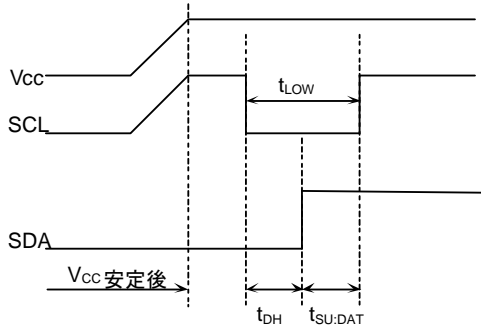 Vcc
tLOW
SCL
SDA
VCC 安定後
tDH
tSU:DAT